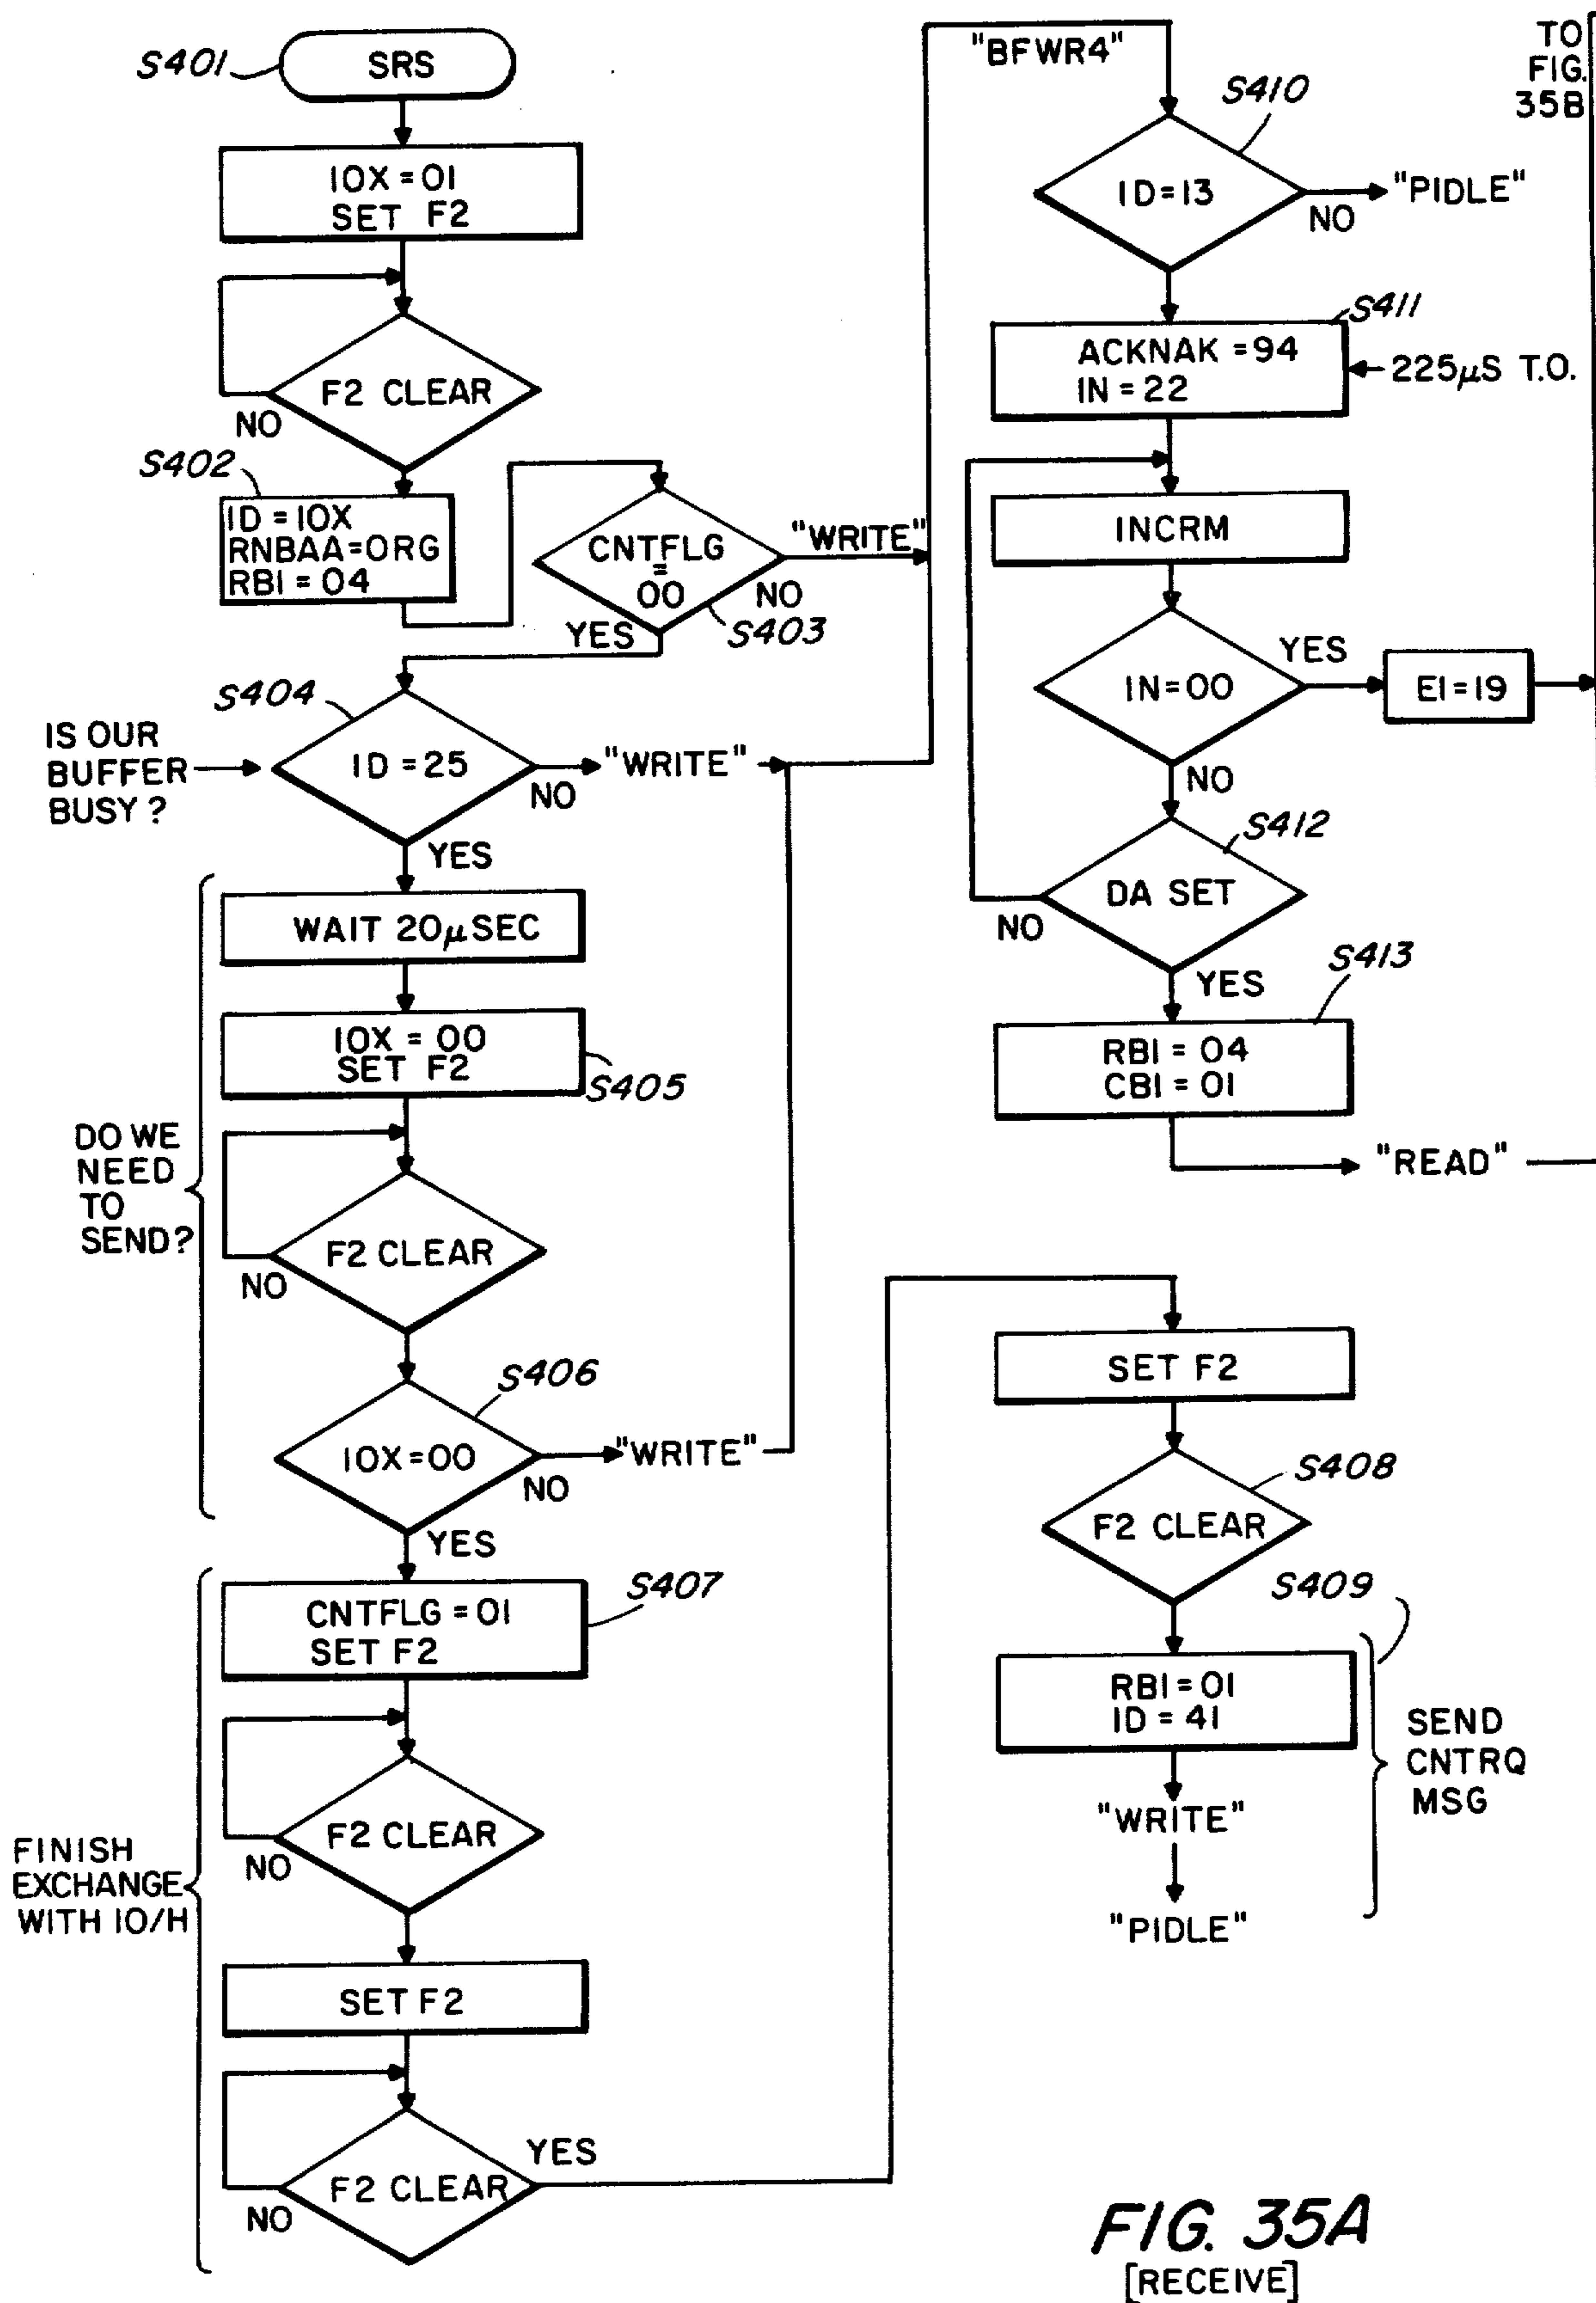 S401
SRS
IOX = 01
SET F2
F2 CLEAR
NO
S402
ID = IOX
RNBAA = ORG
RBI = 04
CNTFLG
=
00
"WRITE"
NO
YES
S403
S404
IS OUR
BUFFER
BUSY?
ID = 25
NO
"WRITE"
YES
WAIT 20μSEC
IOX = 00
SET F2
S405
DO WE
NEED
TO
SEND?
F2 CLEAR
NO
S406
IOX = 00
NO
"WRITE"
YES
S407
CNTFLG = 01
SET F2
F2 CLEAR
NO
FINISH
EXCHANGE
WITH IO/H
SET F2
F2 CLEAR
YES
NO
"BFWR4"
TO
FIG.
35B
S410
ID = 13
NO
"PIDLE"
S411
ACKNAK = 94
IN = 22
225μS T.O.
INCRM
IN = 00
YES
EI = 19
NO
S412
DA SET
NO
YES
S413
RBI = 04
CBI = 01
"READ"
SET F2
S408
F2 CLEAR
S409
RBI = 01
ID = 41
SEND
CNTRQ
MSG
"WRITE"
"PIDLE"
FIG. 35A
[RECEIVE]